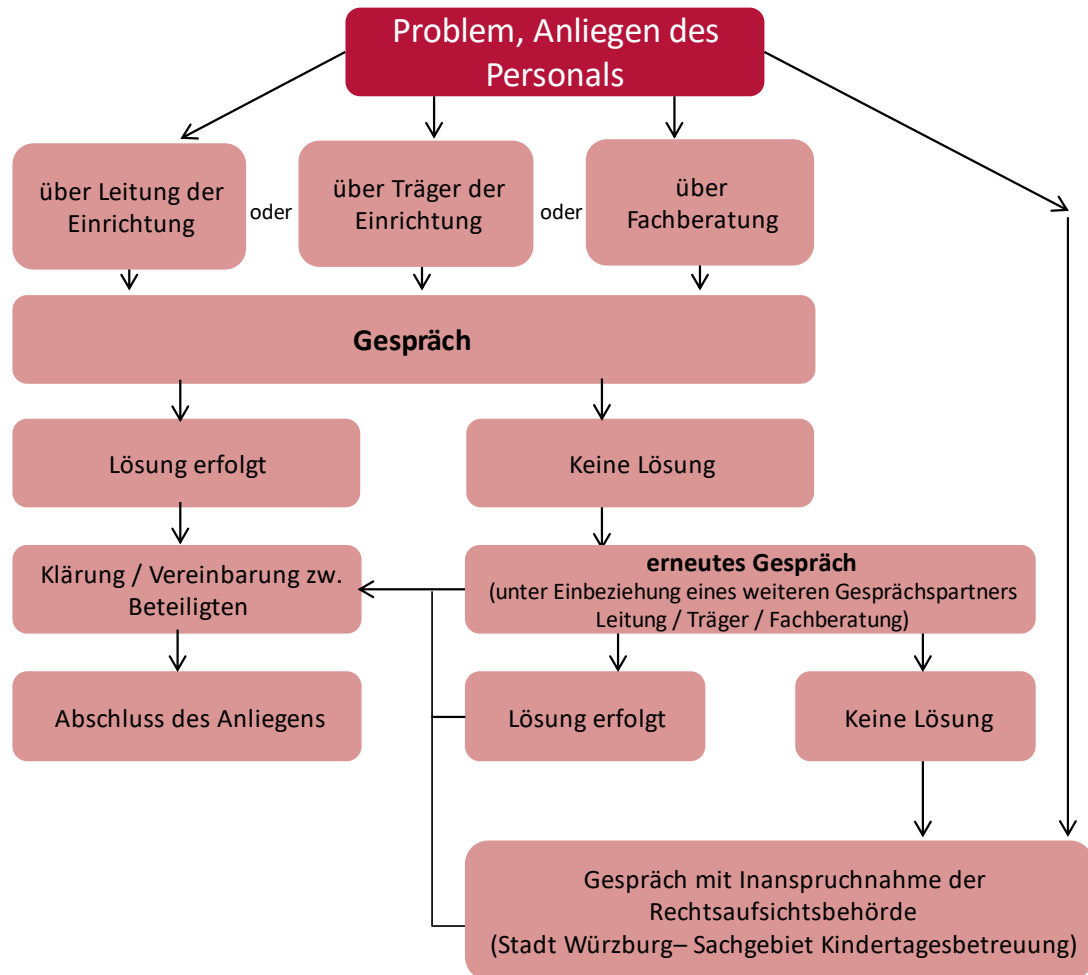 Problem, Anliegen des
Personals
über Leitung der
Einrichtung
oder
über Träger der
Einrichtung
oder
über
Fachberatung
Gespräch
Lösung erfolgt
Keine Lösung
Klärung / Vereinbarung zw.
Beteiligten
erneutes Gespräch
(unter Einbeziehung eines weiteren Gesprächspartners
Leitung / Träger / Fachberatung)
Abschluss des Anliegens
Lösung erfolgt
Keine Lösung
Gespräch mit Inanspruchnahme der
Rechtsaufsichtsbehörde
(Stadt Würzburg– Sachgebiet Kindertagesbetreuung)